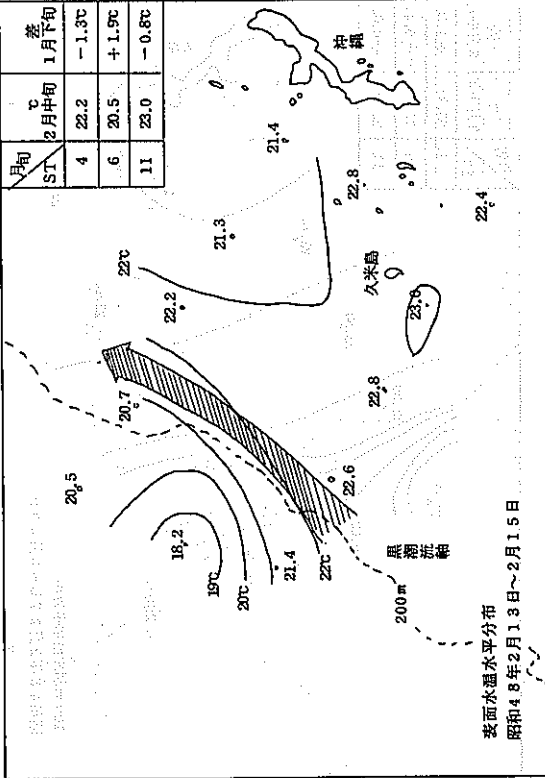 月旬
ST
℃
2月中旬
差
1月下旬
4
22.2
-1.3℃
6
20.5
+1.9℃
11
23.0
-0.8℃
沖縄
21.4
21.3
22℃
22.2
22.8
22.4
久米島
23.0
22.8
20.7
20.5
18.2
19℃
20℃
21.4
22℃
22.6
黒潮流軸
200m
表面水温水平分布
昭和48年2月13日~2月15日